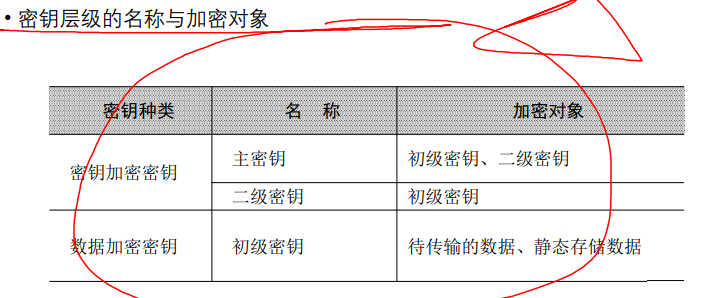 • 密钥层级的名称与加密对象
密钥种类 名 称 加密对象
密钥加密密钥 主密钥 初级密钥、二级密钥
二级密钥 初级密钥
数据加密密钥 初级密钥 待传输的数据、静态存储数据